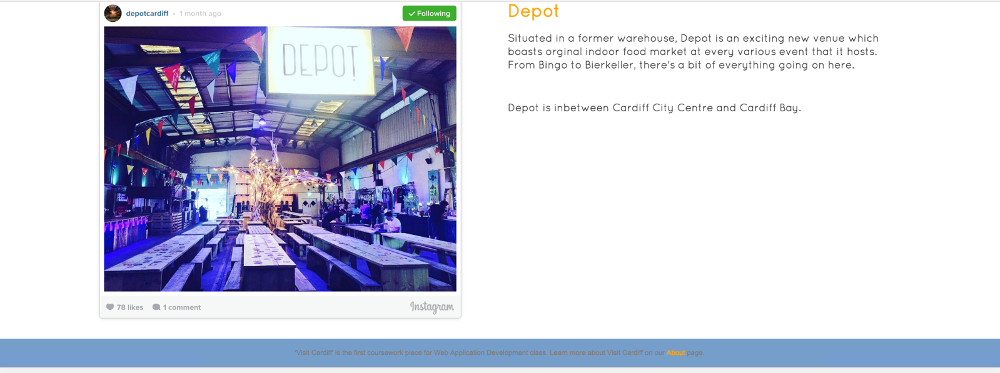 depotcardiff • 1 month ago
Following
DEPOT
78 likes 1 comment
Instagram
Depot
Situated in a former warehouse, Depot is an exciting new venue which
boasts orginal indoor food market at every various event that it hosts.
From Bingo to Bierkeller, there's a bit of everything going on here.
Depot is inbetween Cardiff City Centre and Cardiff Bay.
'Visit Cardiff' is the first coursework piece for Web Application Development class. Learn more about Visit Cardiff on our About page.